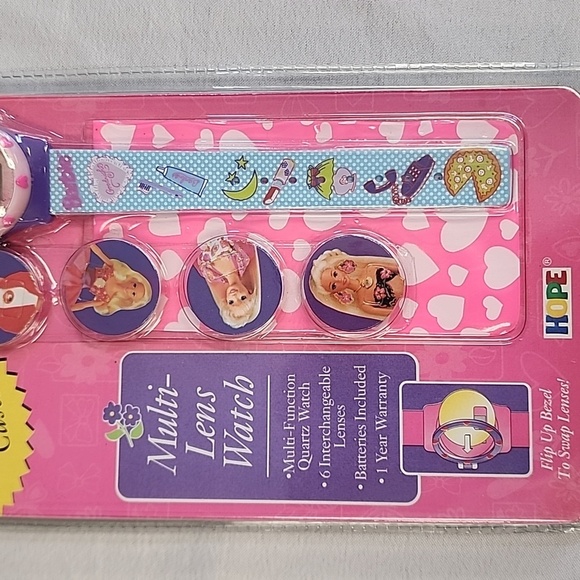 Multi-
Lens
Watch
•Multi-Function
Quartz Watch
•6 Interchangeable
Lenses
•Batteries Included
•1 Year Warranty
HOPE®
Flip Up Bezel
To Swap Lenses!